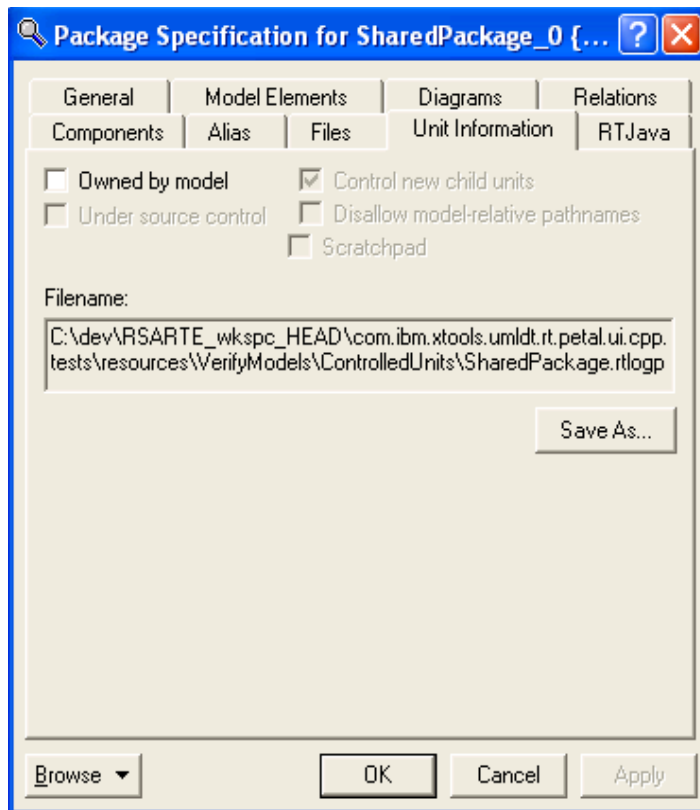 Package Specification for SharedPackage_0 {...
General Model Elements Diagrams Relations
Components Alias Files Unit Information RTJava
Owned by model Control new child units
Under source control Disallow model-relative pathnames
Scratchpad
Filename:
C:\dev\RSARTE_wkspc_HEAD\com.ibm.xtools.umldt.rt.petal.ui.cpp.
tests\resources\VerifyModels\ControlledUnits\SharedPackage.rtlogp
Save As...
Browse OK Cancel Apply